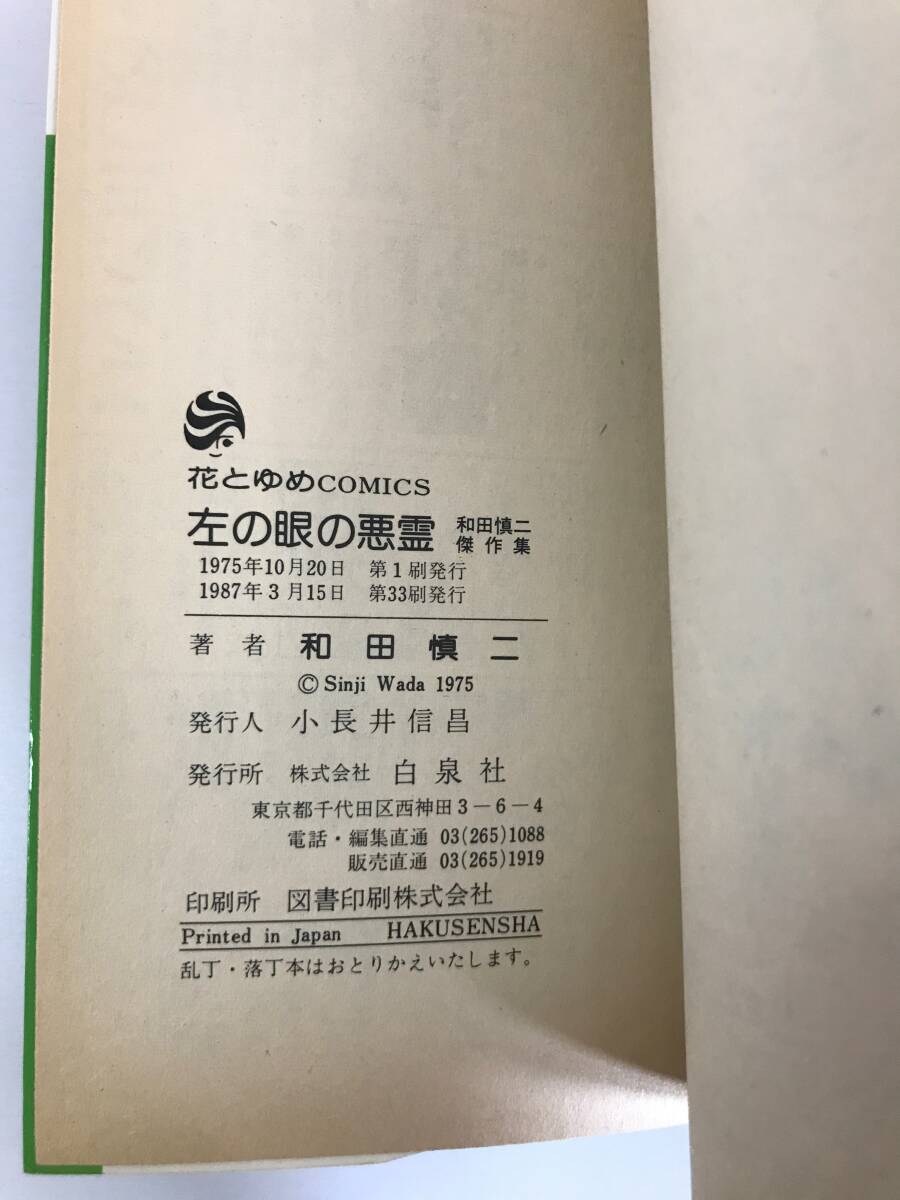 花とゆめCOMICS
左の眼の悪霊 和田慎二傑作集
1975年10月20日 第1刷発行
1987年3月15日 第33刷発行
著者 和田慎二
© Sinji Wada 1975
発行人 小長井信昌
発行所 株式会社 白泉社
東京都千代田区西神田3-6-4
電話・編集直通 03(265)1088
販売直通 03(265)1919
印刷所 図書印刷株式会社
Printed in Japan HAKUSENSHA
乱丁・落丁本はおとりかえいたします。